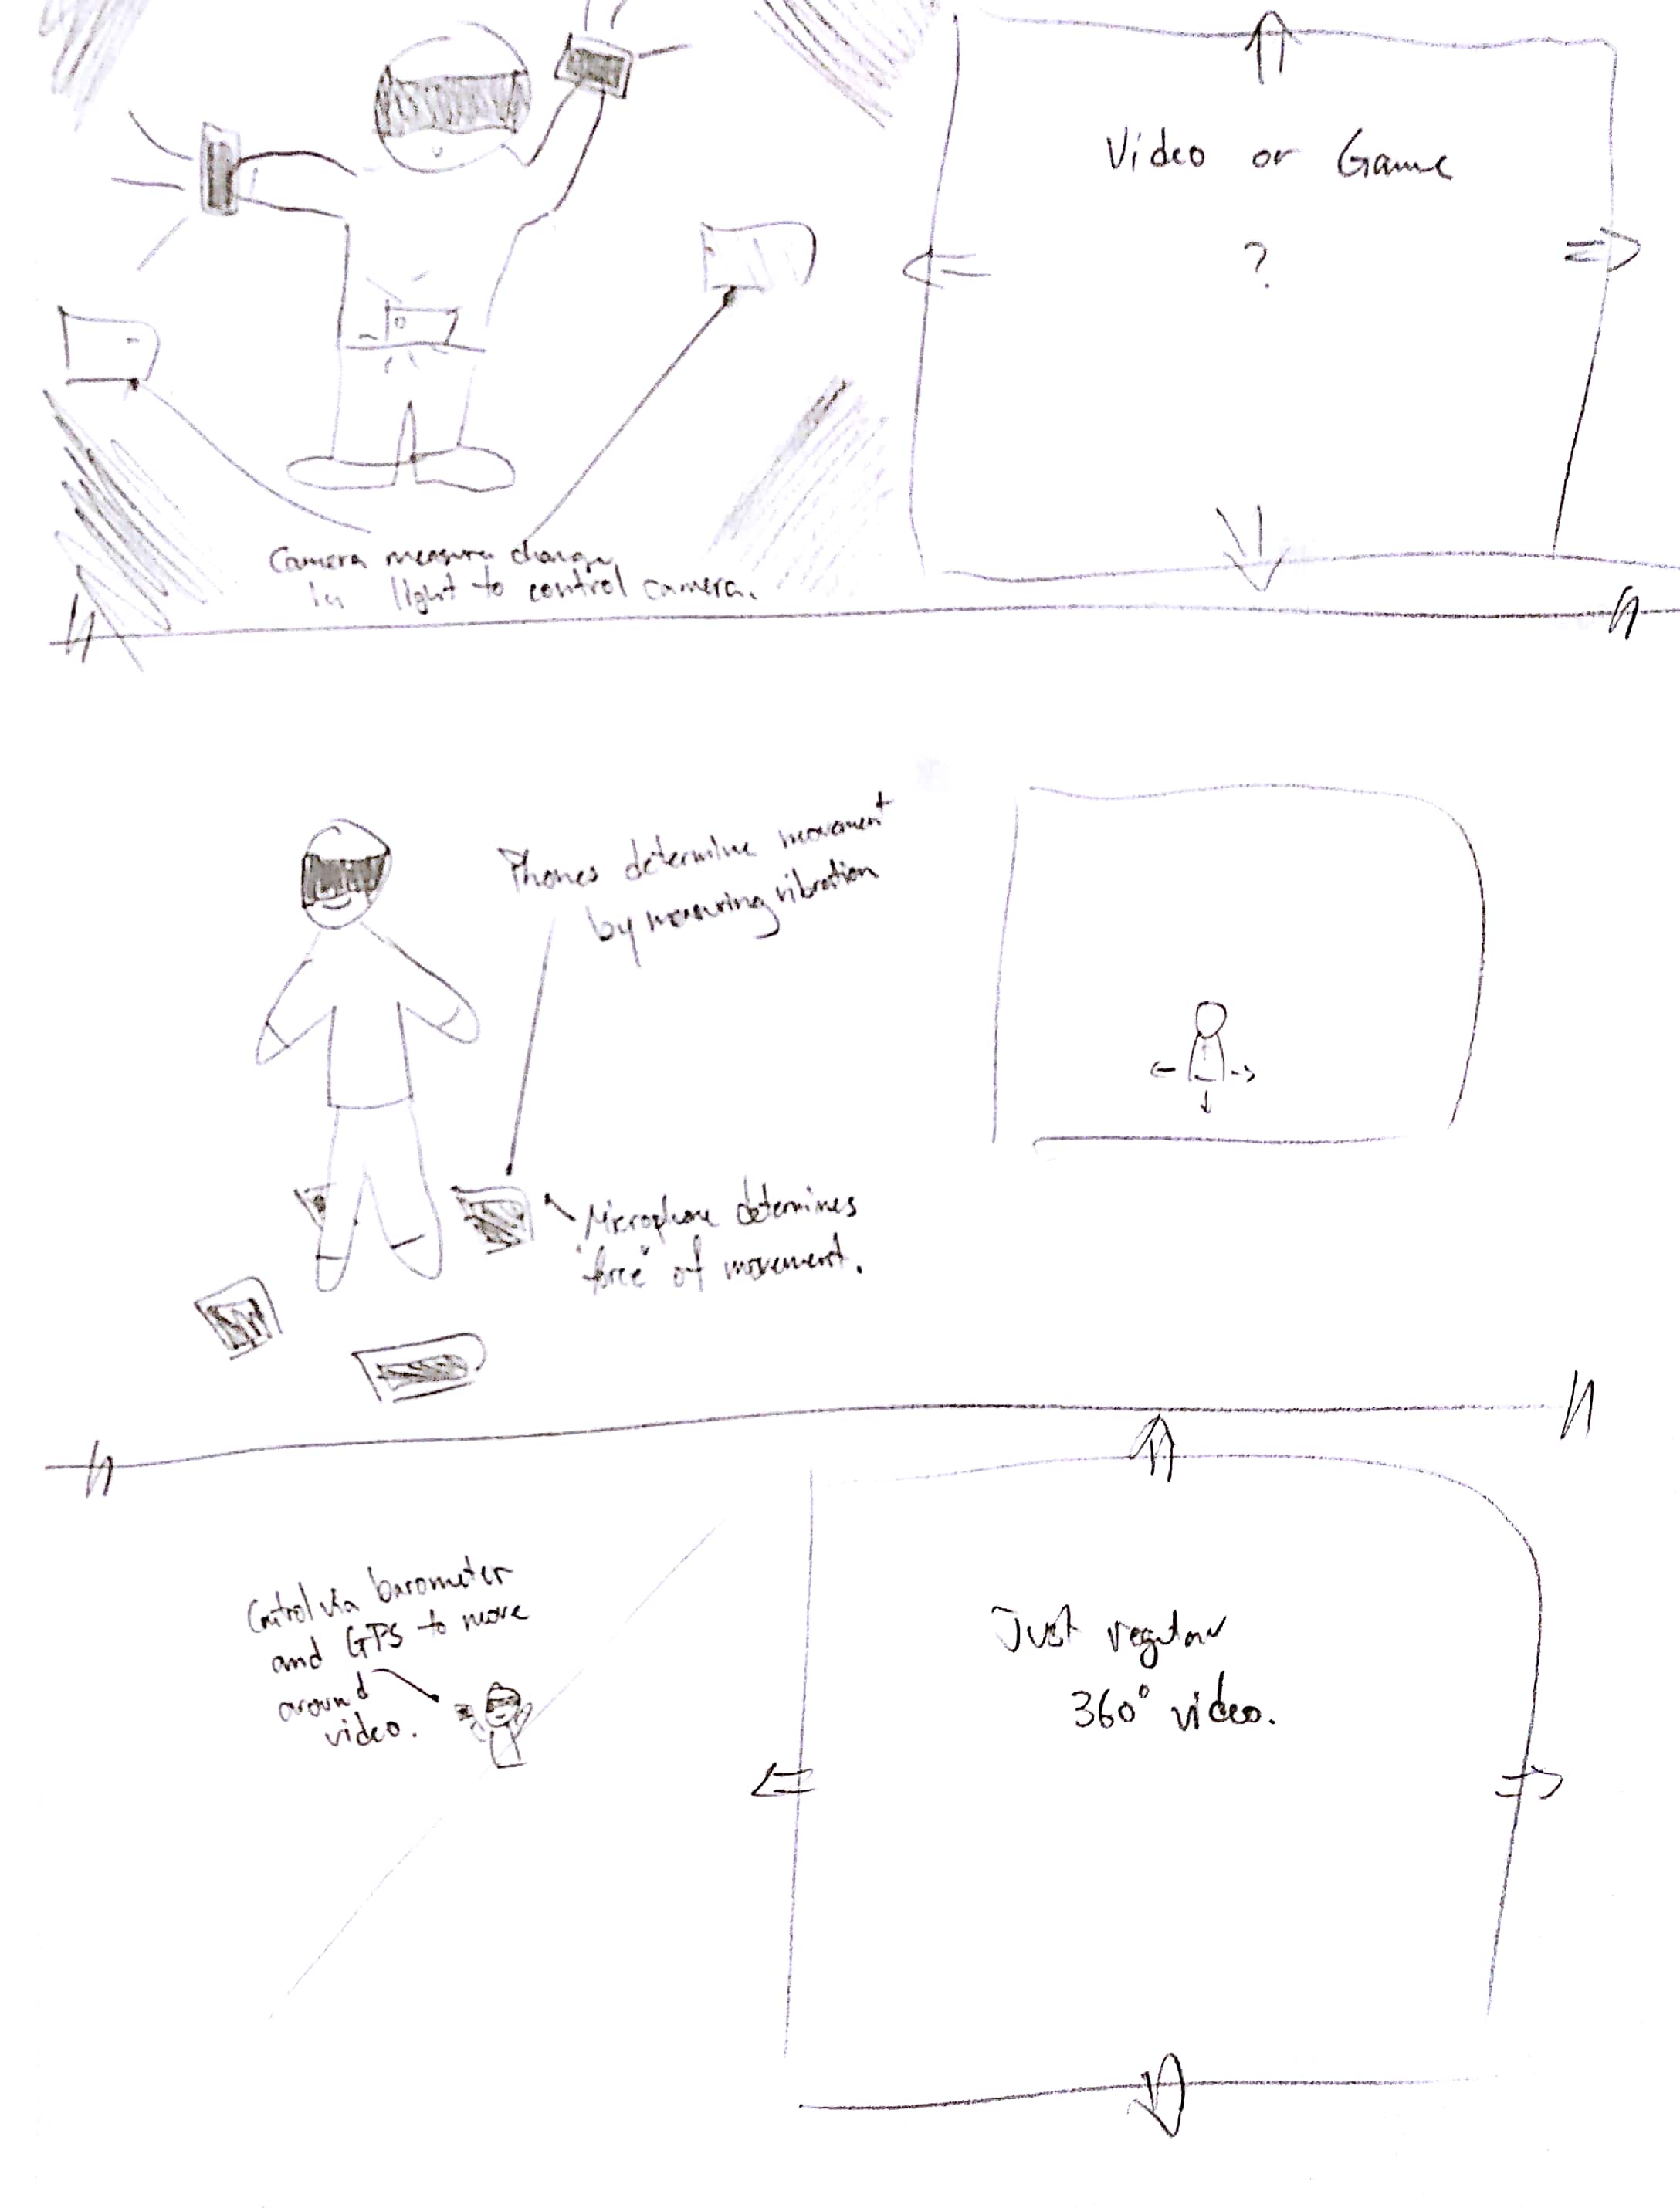 Video or Game
?
Camera measure change
in light to control camera.
Phones determine movement
by measuring vibration
Microphone determines
"force" of movement.
Control via barometer
and GPS to move
around
video.
Just regular
360° video.